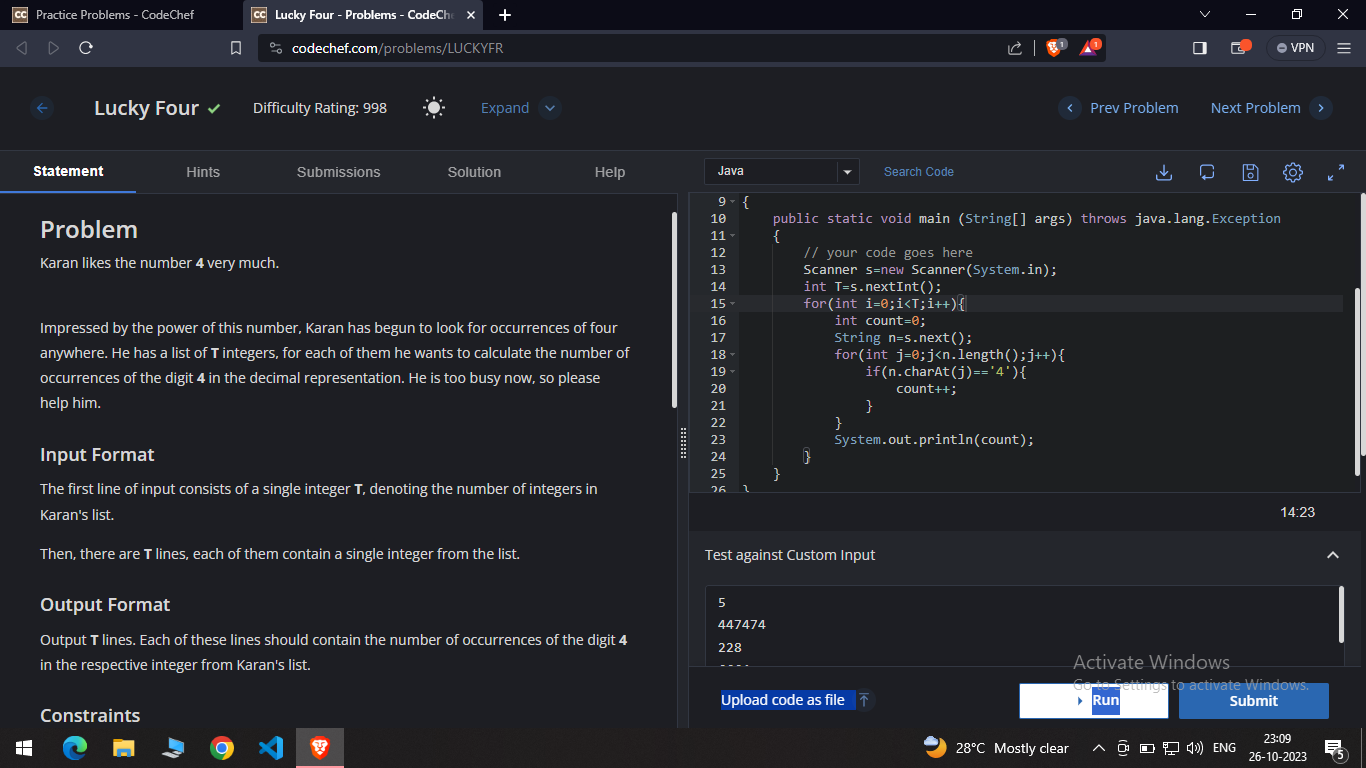 Practice Problems - CodeChef
Lucky Four - Problems - CodeChe
codechef.com/problems/LUCKYFR
1
1
VPN
Lucky Four
Difficulty Rating: 998
Expand
Prev Problem
Next Problem
Statement
Hints
Submissions
Solution
Help
Java
Search Code
Problem
Karan likes the number 4 very much.
Impressed by the power of this number, Karan has begun to look for occurrences of four
anywhere. He has a list of T integers, for each of them he wants to calculate the number of
occurrences of the digit 4 in the decimal representation. He is too busy now, so please
help him.
Input Format
The first line of input consists of a single integer T, denoting the number of integers in
Karan's list.
Then, there are T lines, each of them contain a single integer from the list.
Output Format
Output T lines. Each of these lines should contain the number of occurrences of the digit 4
in the respective integer from Karan's list.
Constraints
9 {
10 public static void main (String[] args) throws java.lang.Exception
11 {
12 // your code goes here
13 Scanner s=new Scanner(System.in);
14 int T=s.nextInt();
15 for(int i=0;i<T;i++){
16 int count=0;
17 String n=s.next();
18 for(int j=0;j<n.length();j++){
19 if(n.charAt(j)=='4'){
20 count++;
21 }
22 }
23 System.out.println(count);
24 }
25 }
26 }
14:23
Test against Custom Input
5
447474
228
Activate Windows
Go to Settings to activate Windows.
Upload code as file
Run
Submit
28°C Mostly clear
ENG
23:09
26-10-2023
5